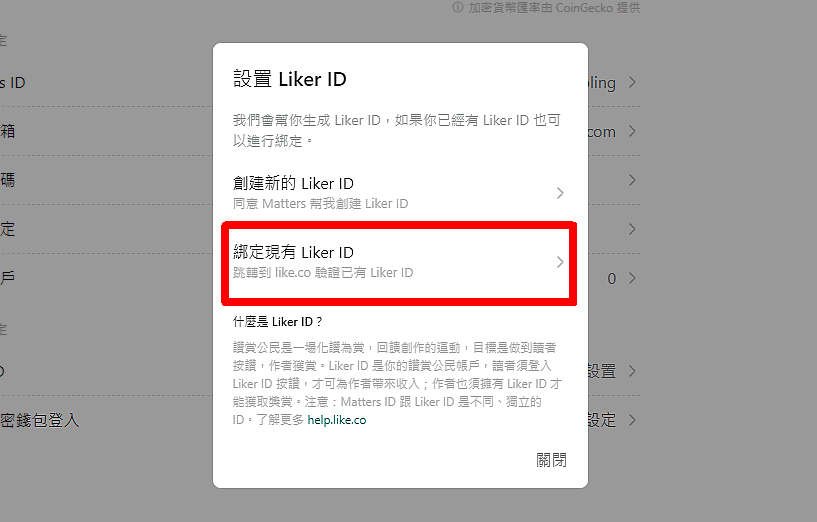 ⓘ 加密貨幣匯率由 CoinGecko 提供
定
s ID
ling
箱
com
碼
定
戶
0
定
設置
密錢包登入
設定
設置 Liker ID
我們會幫你生成 Liker ID，如果你已經有 Liker ID 也可
以進行綁定。
創建新的 Liker ID
同意 Matters 幫我創建 Liker ID
綁定現有 Liker ID
跳轉到 like.co 驗證已有 Liker ID
什麼是 Liker ID？
讚賞公民是一場化讚為賞，回饋創作的運動，目標是做到讀者
按讚，作者獲賞。Liker ID 是你的讚賞公民帳戶，讀者須登入
Liker ID 按讚，才可為作者帶來收入；作者也須擁有 Liker ID 才
能獲取獎賞。注意：Matters ID 跟 Liker ID 是不同、獨立的
ID。了解更多 help.like.co
關閉